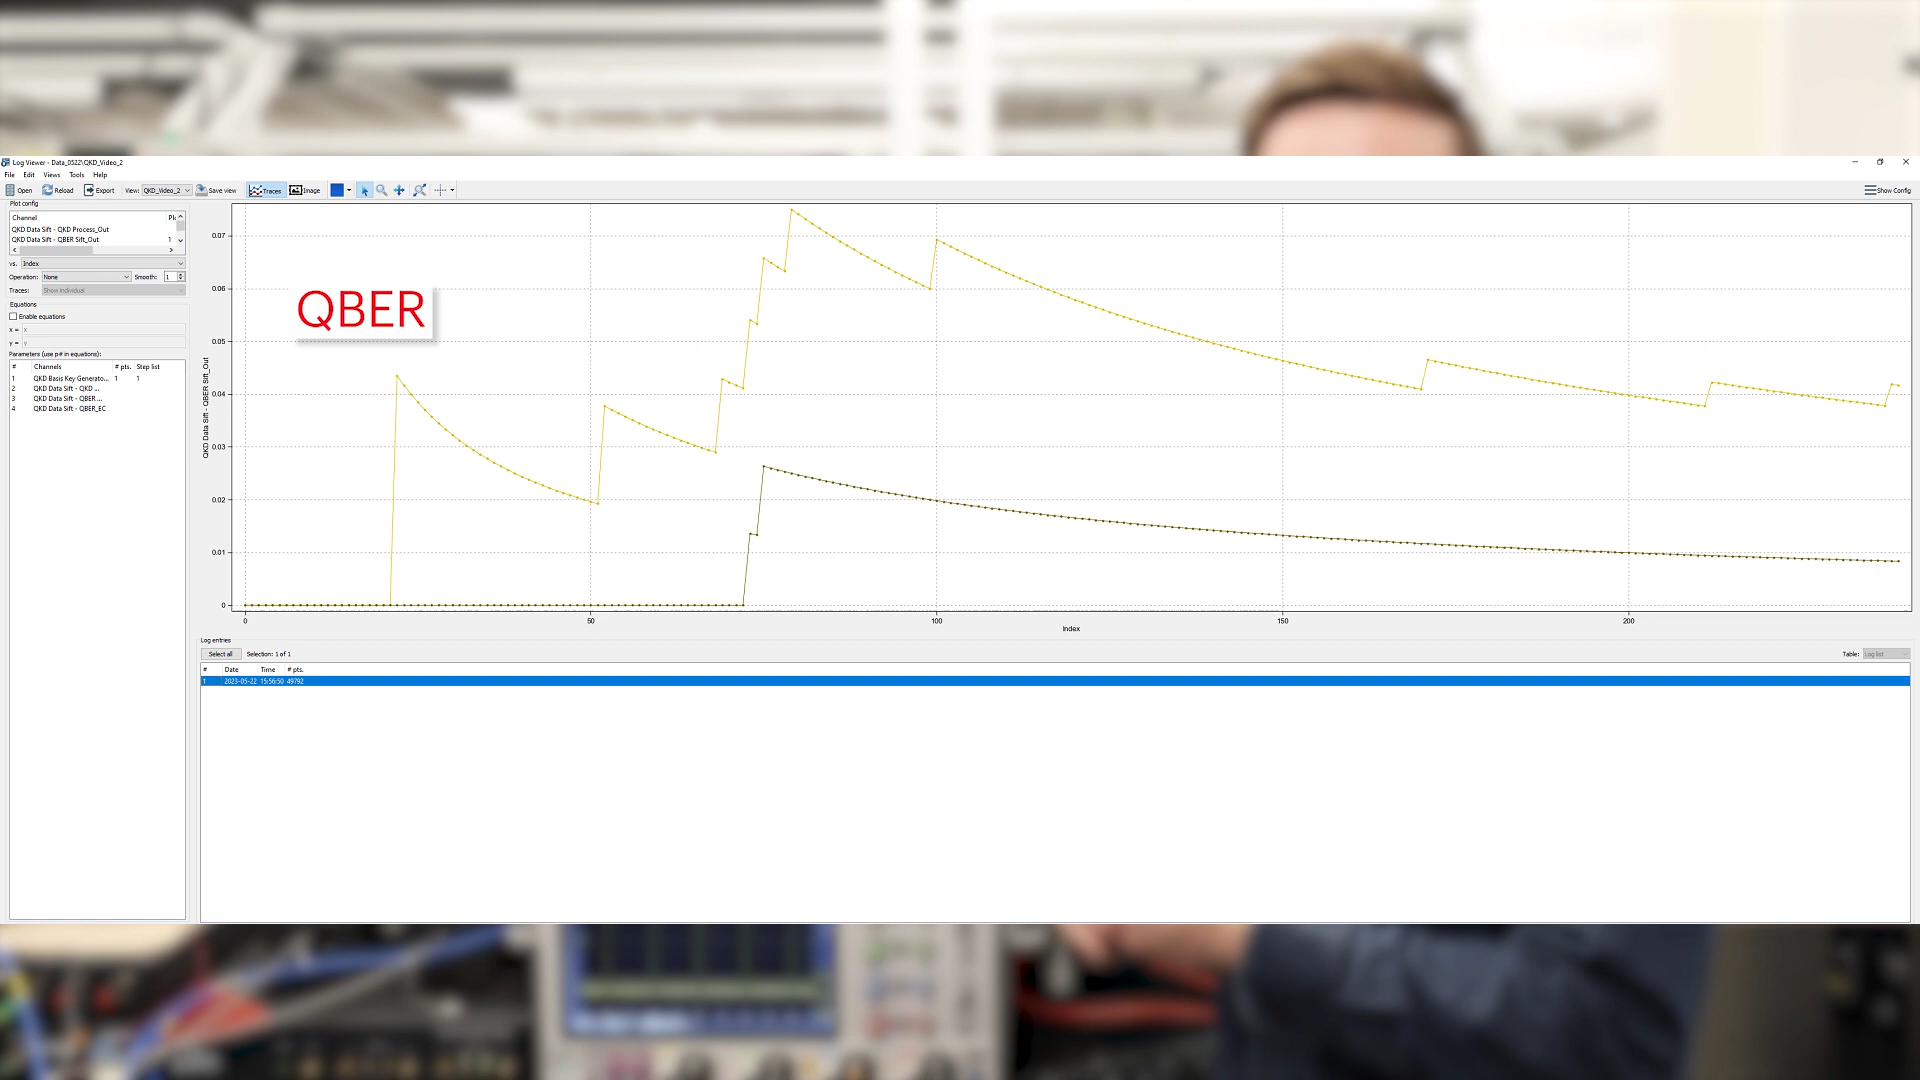 Log Viewer - Data_0522\QKD_Video_2
File Edit Views Tools Help
Open Reload Export View: QKD_Video_2 Save view Traces Image Show Config
Plot config
Channel Plo
QKD Data Sift - QKD Process_Out
QKD Data Sift - QBER Sift_Out 1
vs. Index
Operation: None Smooth: 1
Traces: Show individual
Equations
Enable equations
x = x
y = y
Parameters (use p# in equations):
# Channels # pts. Step list
1 QKD Basis Key Generato... 1 1
2 QKD Data Sift - QKD ...
3 QKD Data Sift - QBER ...
4 QKD Data Sift - QBER_EC
QBER
QKD Data Sift - QBER Sift_Out
0.07
0.06
0.05
0.04
0.03
0.02
0.01
0
0 50 100 150 200
Index
Log entries
Select all Selection: 1 of 1 Table: Log list
# Date Time # pts.
1 2023-05-22 15:56:50 49792